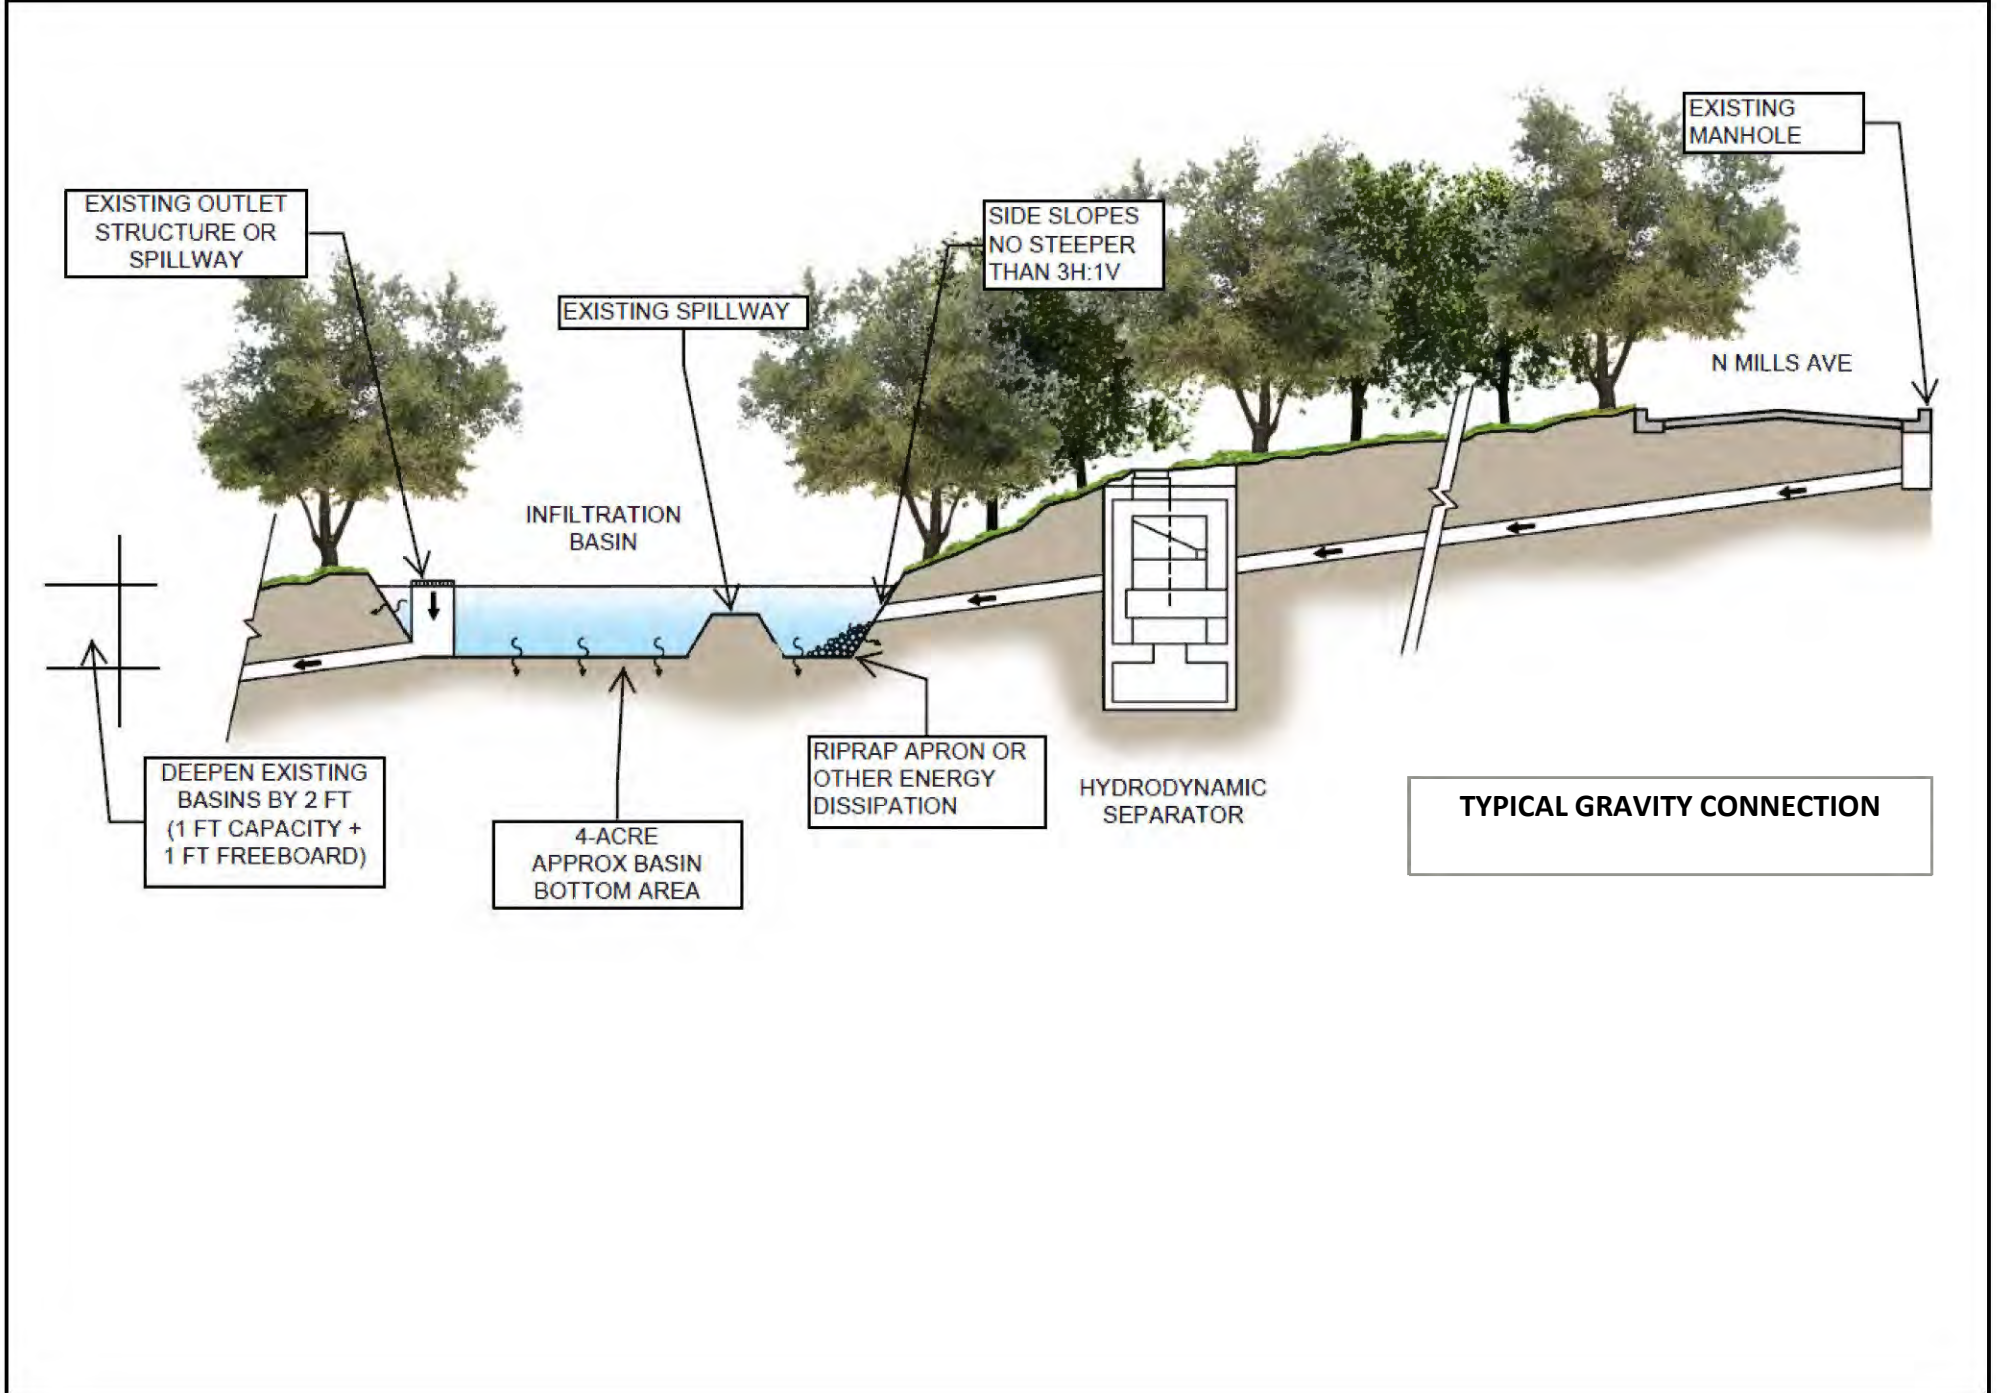 EXISTING
MANHOLE
EXISTING OUTLET
STRUCTURE OR
SPILLWAY
SIDE SLOPES
NO STEEPER
THAN 3H:1V
EXISTING SPILLWAY
N MILLS AVE
INFILTRATION
BASIN
DEEPEN EXISTING
BASINS BY 2 FT
(1 FT CAPACITY +
1 FT FREEBOARD)
4-ACRE
APPROX BASIN
BOTTOM AREA
RIPRAP APRON OR
OTHER ENERGY
DISSIPATION
HYDRODYNAMIC
SEPARATOR
TYPICAL GRAVITY CONNECTION